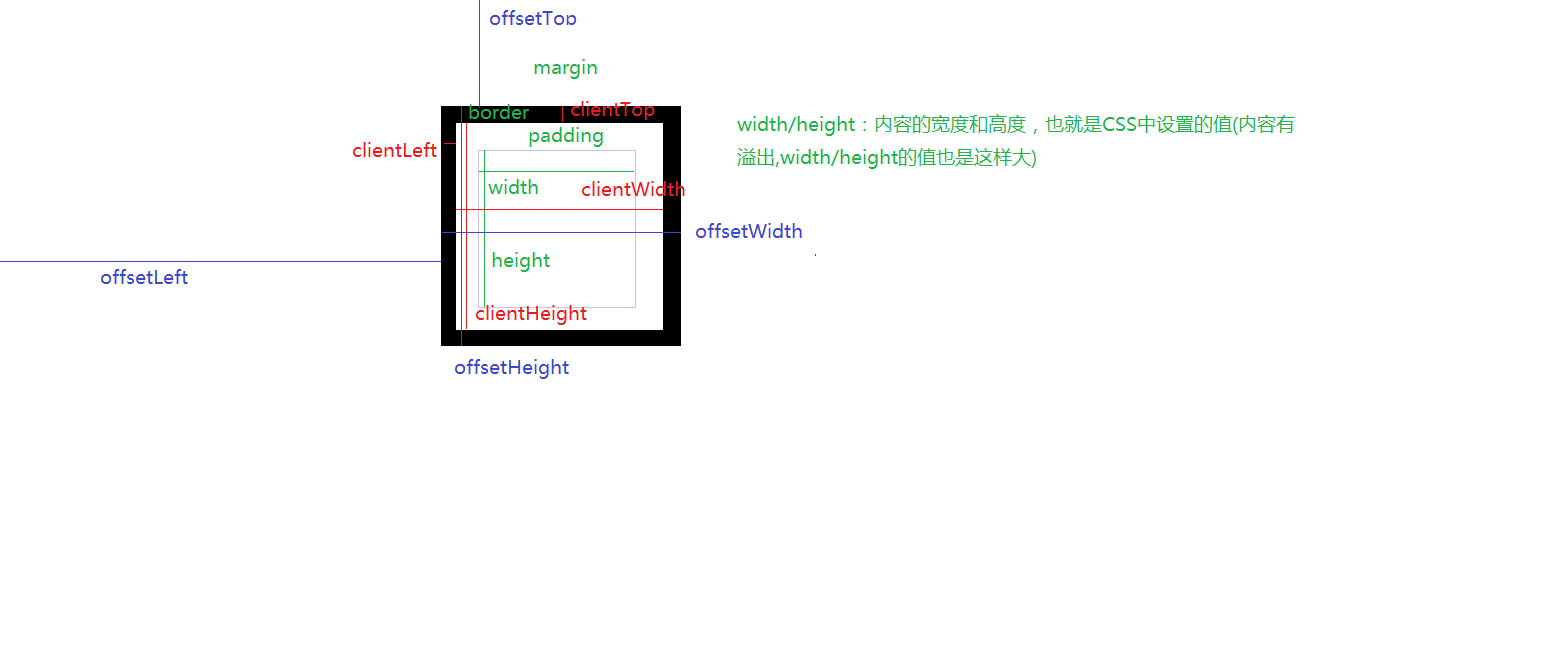 offsetTop
margin
border
clientTop
width/height：内容的宽度和高度，也就是CSS中设置的值(内容有
padding
clientLeft
溢出,width/height的值也是这样大)
width
clientWidth
offsetWidth
height
offsetLeft
clientHeight
offsetHeight